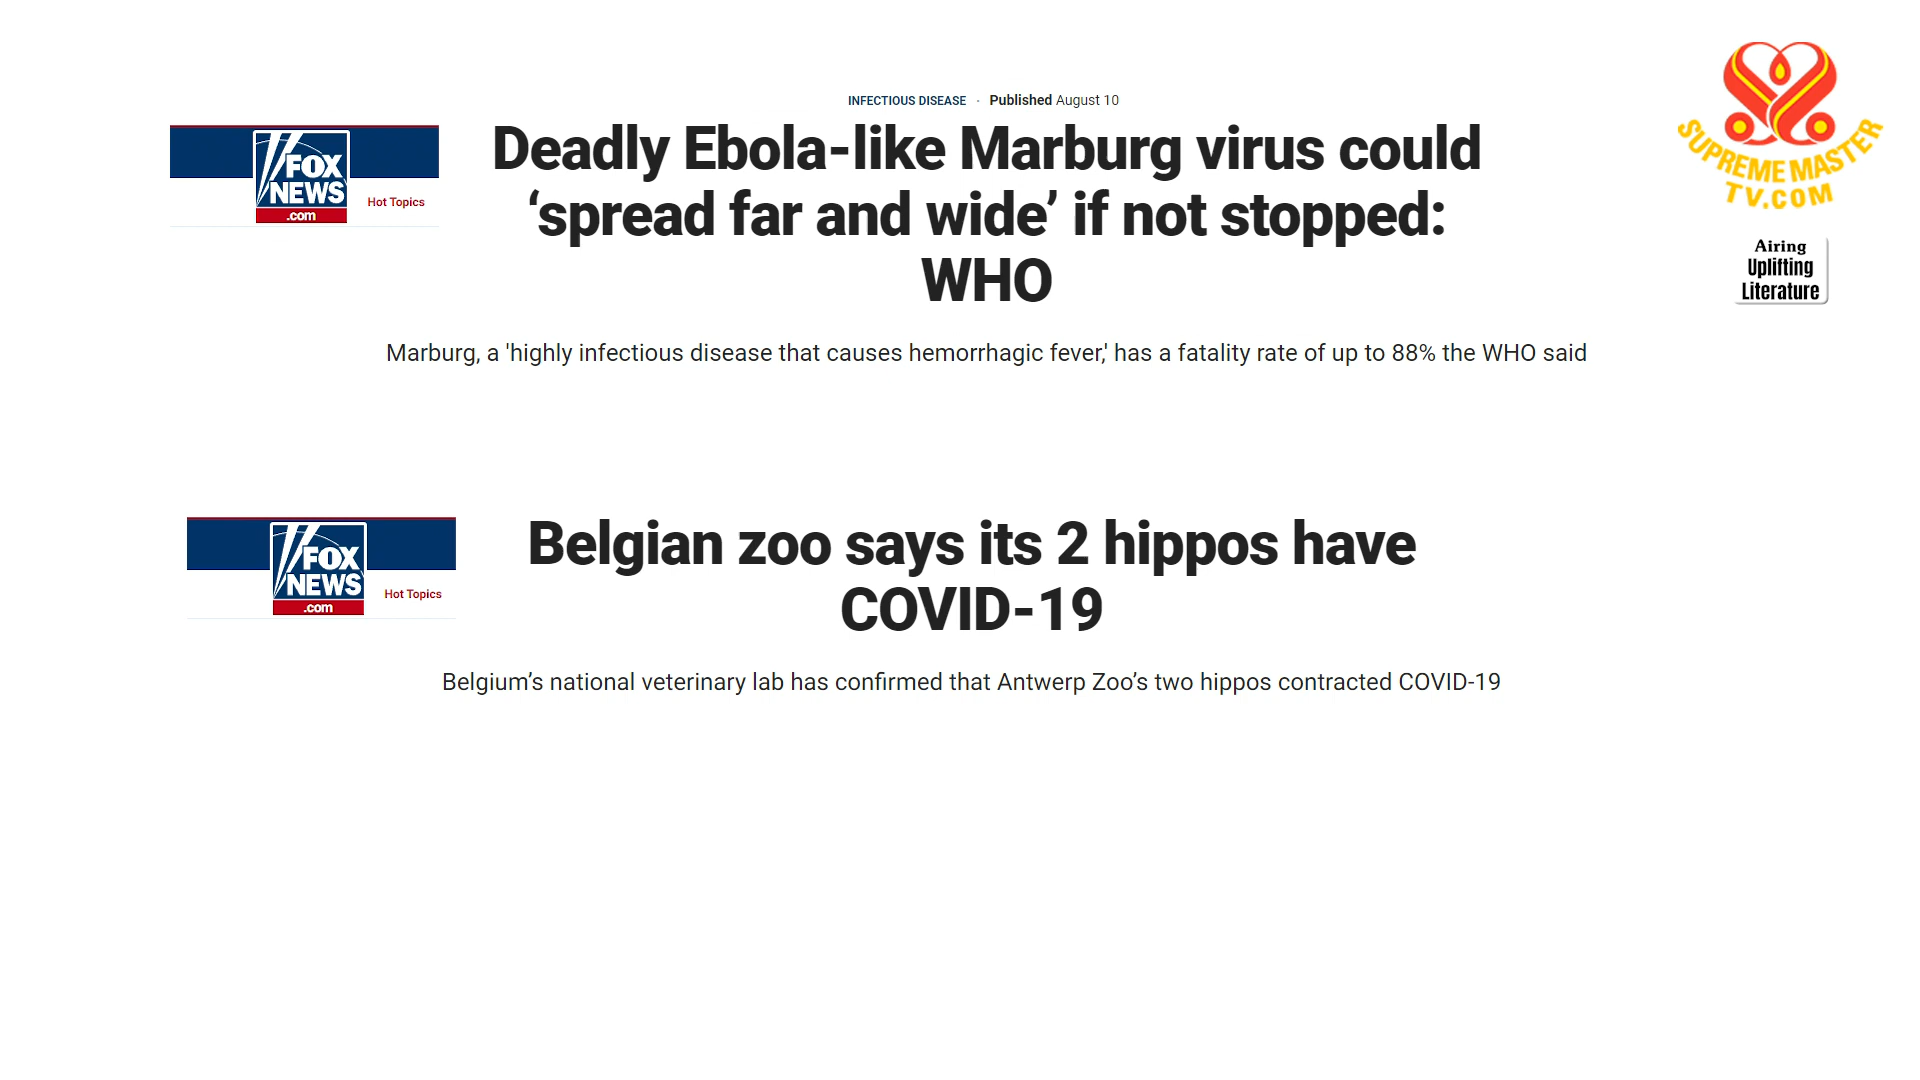 INFECTIOUS DISEASE · Published August 10
FOX
NEWS
.com
Hot Topics
Deadly Ebola-like Marburg virus could
‘spread far and wide’ if not stopped:
WHO
Marburg, a 'highly infectious disease that causes hemorrhagic fever,' has a fatality rate of up to 88% the WHO said
SUPREME MASTER
TV.COM
Airing
Uplifting
Literature
FOX
NEWS
.com
Hot Topics
Belgian zoo says its 2 hippos have
COVID-19
Belgium’s national veterinary lab has confirmed that Antwerp Zoo’s two hippos contracted COVID-19